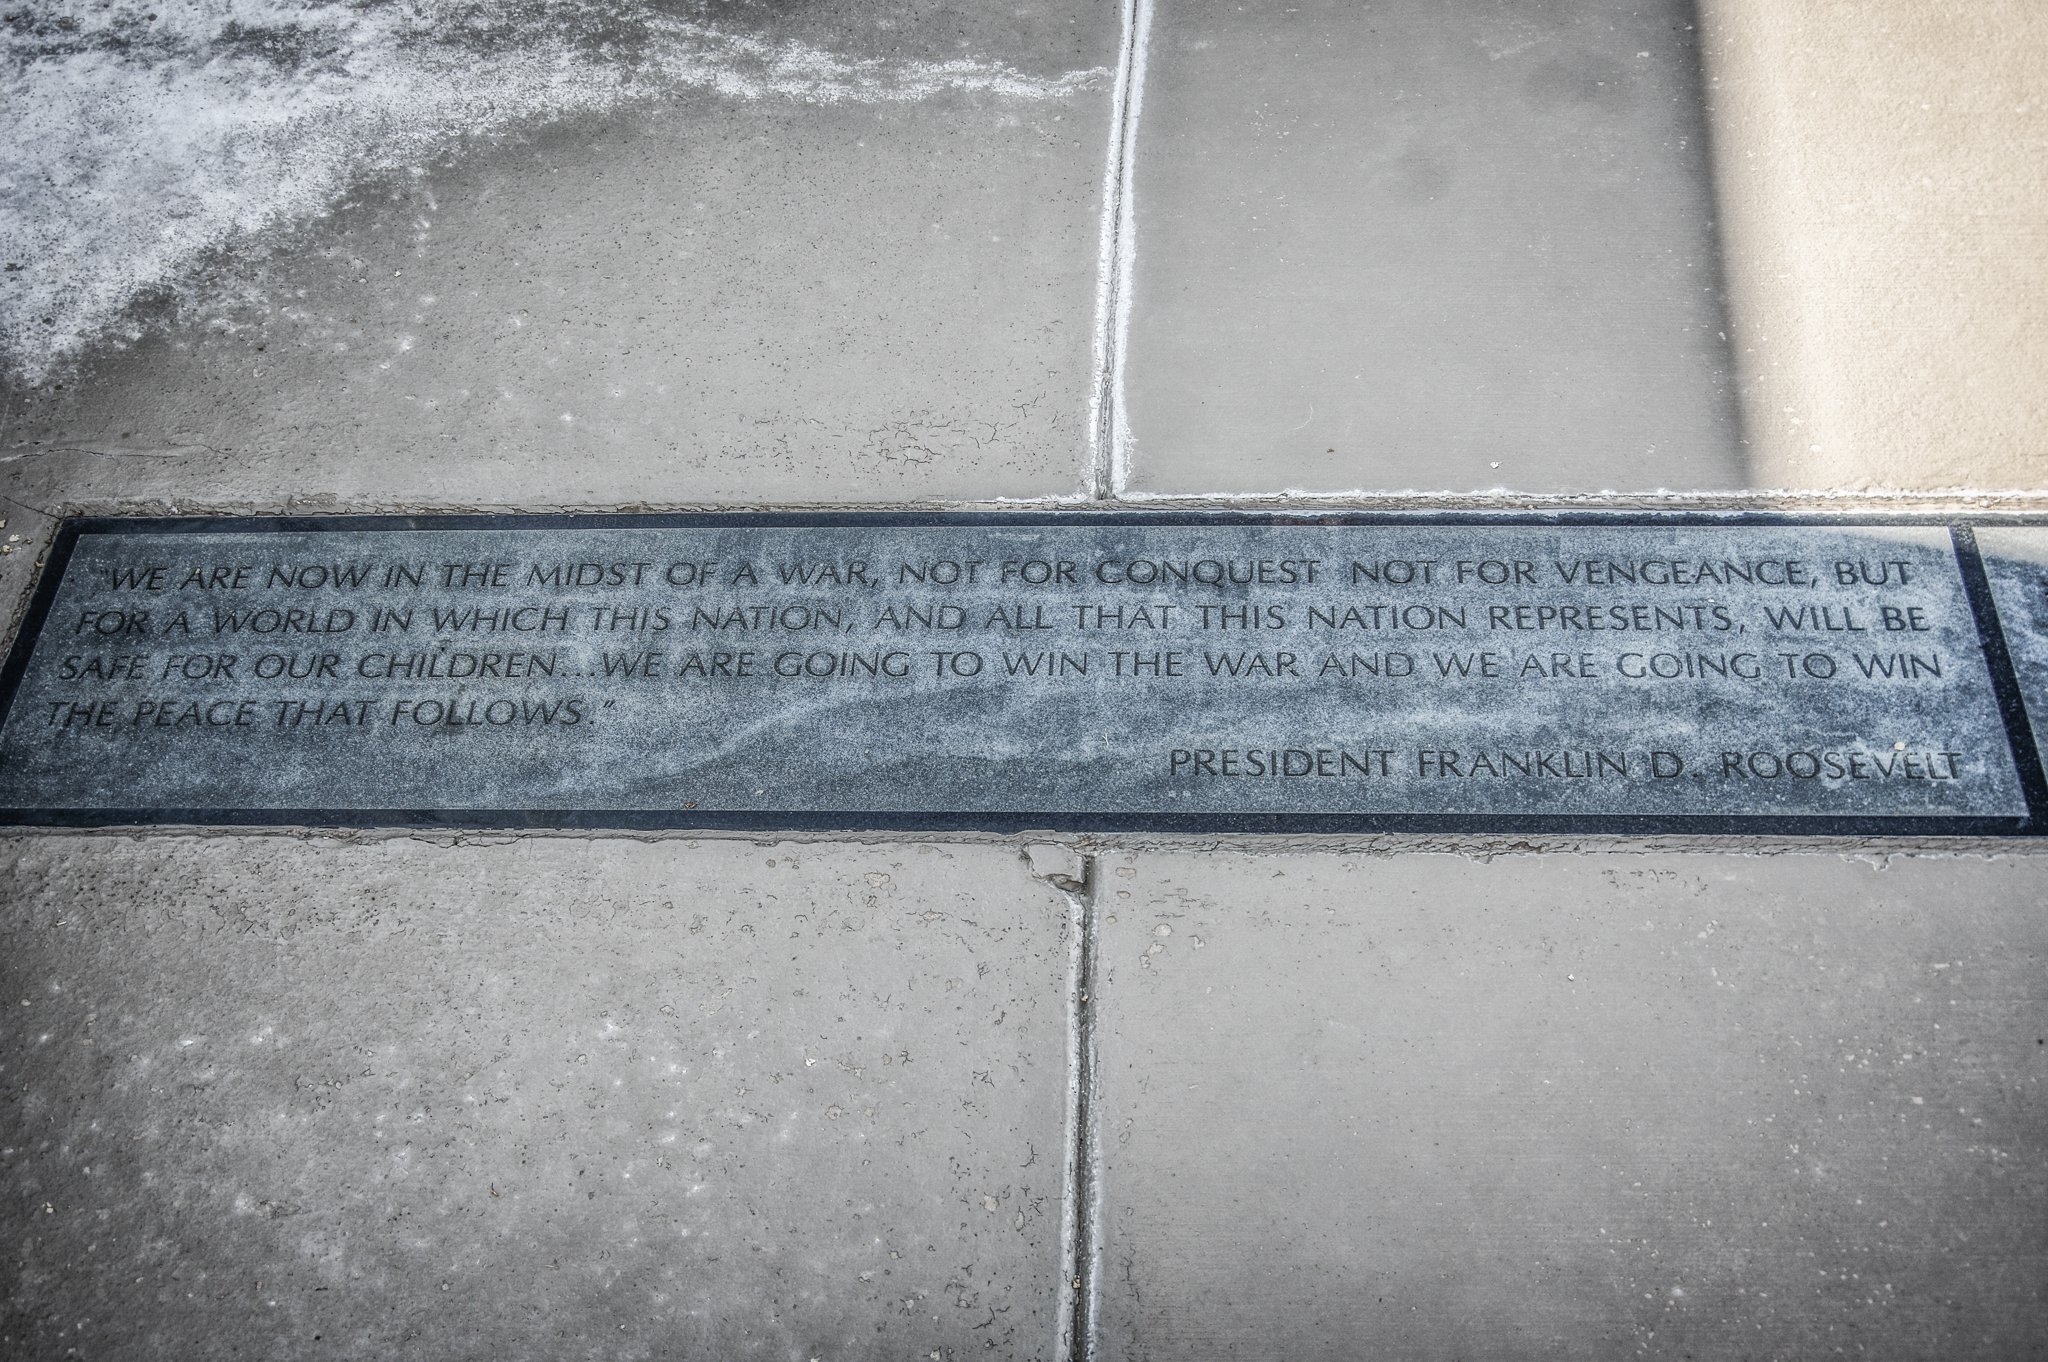 "WE ARE NOW IN THE MIDST OF A WAR, NOT FOR CONQUEST NOT FOR VENGEANCE, BUT
FOR A WORLD IN WHICH THIS NATION, AND ALL THAT THIS NATION REPRESENTS, WILL BE
SAFE FOR OUR CHILDREN...WE ARE GOING TO WIN THE WAR AND WE ARE GOING TO WIN
THE PEACE THAT FOLLOWS."
PRESIDENT FRANKLIN D. ROOSEVELT